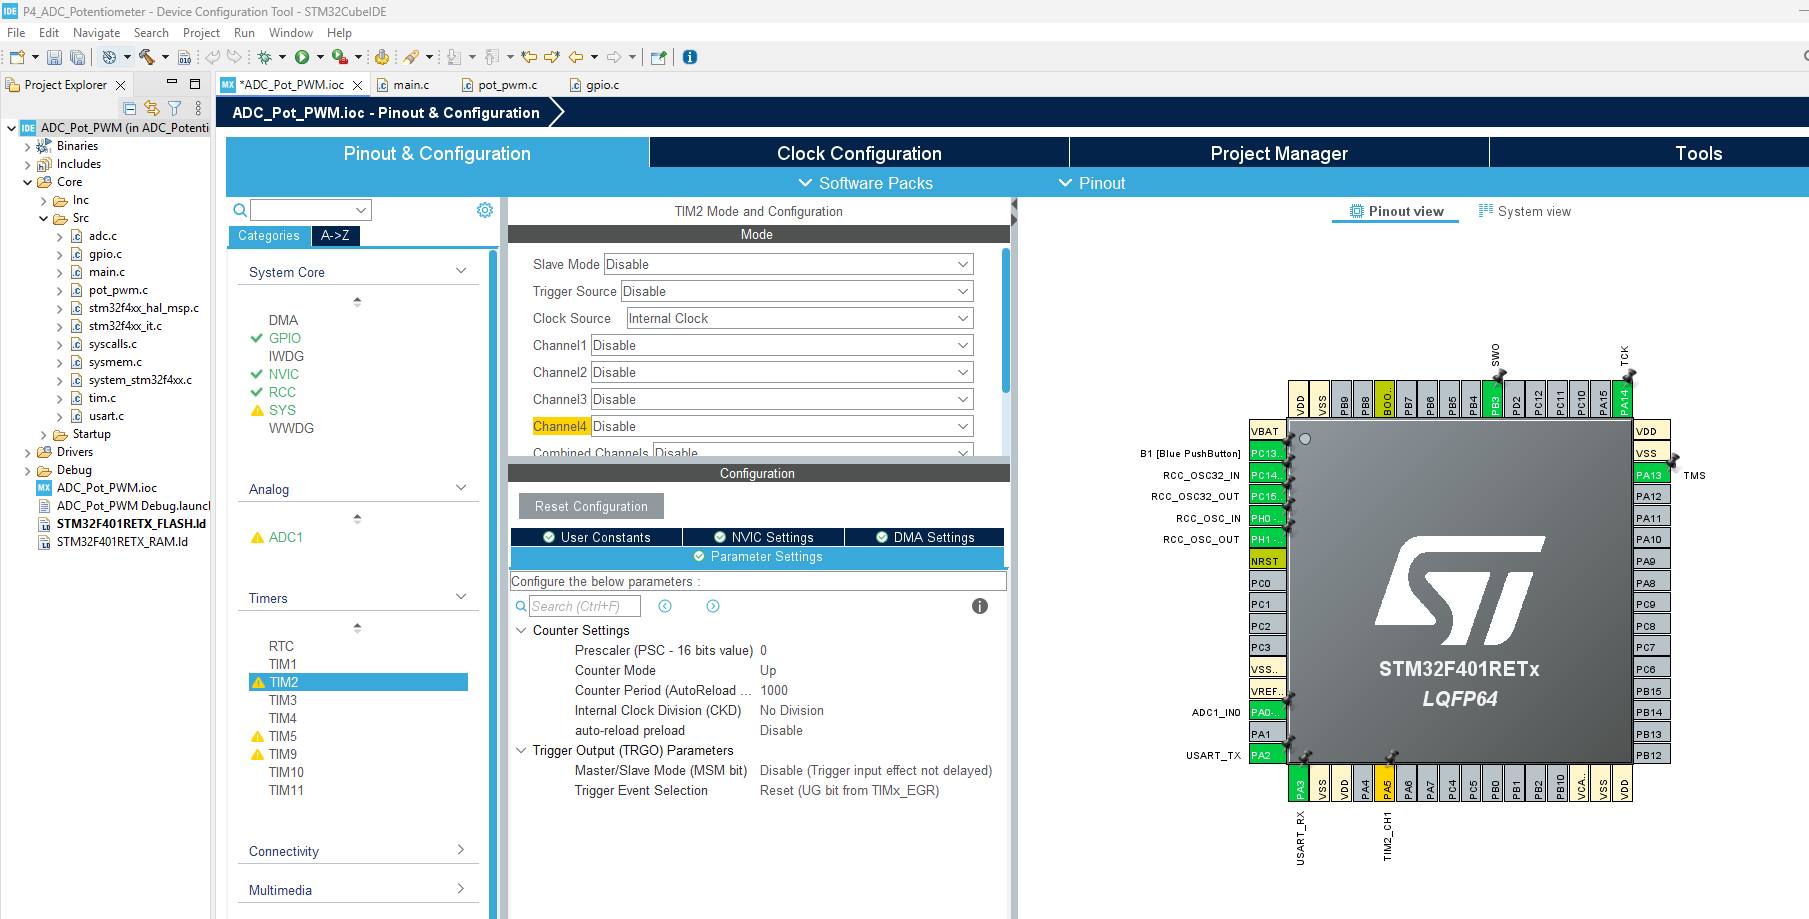 P4_ADC_Potentiometer - Device Configuration Tool - STM32CubeIDE
File Edit Navigate Search Project Run Window Help
Project Explorer
*ADC_Pot_PWM.ioc
main.c
pot_pwm.c
gpio.c
ADC_Pot_PWM.ioc - Pinout & Configuration
ADC_Pot_PWM (in ADC_Potenti
Binaries
Includes
Core
Inc
Src
adc.c
gpio.c
main.c
pot_pwm.c
stm32f4xx_hal_msp.c
stm32f4xx_it.c
syscalls.c
sysmem.c
system_stm32f4xx.c
tim.c
usart.c
Startup
Drivers
Debug
ADC_Pot_PWM.ioc
ADC_Pot_PWM Debug.launcl
STM32F401RETX_FLASH.ld
STM32F401RETX_RAM.ld
Pinout & Configuration
Clock Configuration
Project Manager
Tools
Software Packs
Pinout
Categories
A->Z
System Core
DMA
GPIO
IWDG
NVIC
RCC
SYS
WWDG
Analog
ADC1
Timers
RTC
TIM1
TIM2
TIM3
TIM4
TIM5
TIM9
TIM10
TIM11
Connectivity
Multimedia
TIM2 Mode and Configuration
Mode
Slave Mode Disable
Trigger Source Disable
Clock Source Internal Clock
Channel1 Disable
Channel2 Disable
Channel3 Disable
Channel4 Disable
Combined Channels Disable
Configuration
Reset Configuration
User Constants
NVIC Settings
DMA Settings
Parameter Settings
Configure the below parameters :
Search (Ctrl+F)
Counter Settings
Prescaler (PSC - 16 bits value) 0
Counter Mode Up
Counter Period (AutoReload ... 1000
Internal Clock Division (CKD) No Division
auto-reload preload Disable
Trigger Output (TRGO) Parameters
Master/Slave Mode (MSM bit) Disable (Trigger input effect not delayed)
Trigger Event Selection Reset (UG bit from TIMx_EGR)
Pinout view
System view
SWO
TCK
VDD
VSS
PB9
PB8
BOO..
PB7
PB6
PB5
PB4
PB3
PD2
PC12
PC11
PC10
PA15
PA14
B1 [Blue PushButton]
RCC_OSC32_IN
RCC_OSC32_OUT
RCC_OSC_IN
RCC_OSC_OUT
ADC1_IN0
USART_TX
VBAT
PC13..
PC14..
PC15..
PH0 -..
PH1 -..
NRST
PC0
PC1
PC2
PC3
VSS..
VREF..
PA0-..
PA1
PA2
STM32F401RETx
LQFP64
VDD
VSS
PA13
TMS
PA12
PA11
PA10
PA9
PA8
PC9
PC8
PC7
PC6
PB15
PB14
PB13
PB12
PA3
VSS
VDD
PA4
PA5
PA6
PA7
PC4
PC5
PB0
PB1
PB2
PB10
VCA..
VSS
VDD
USART_RX
TIM2_CH1